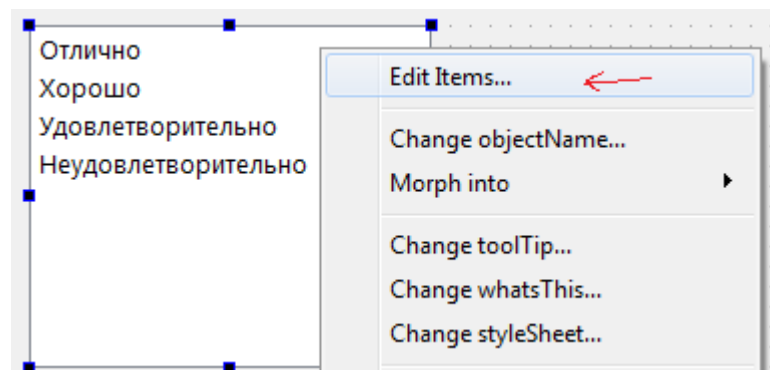 Отлично
Хорошо
Удовлетворительно
Неудовлетворительно
Edit Items...
Change objectName...
Morph into
Change toolTip...
Change whatsThis...
Change styleSheet...